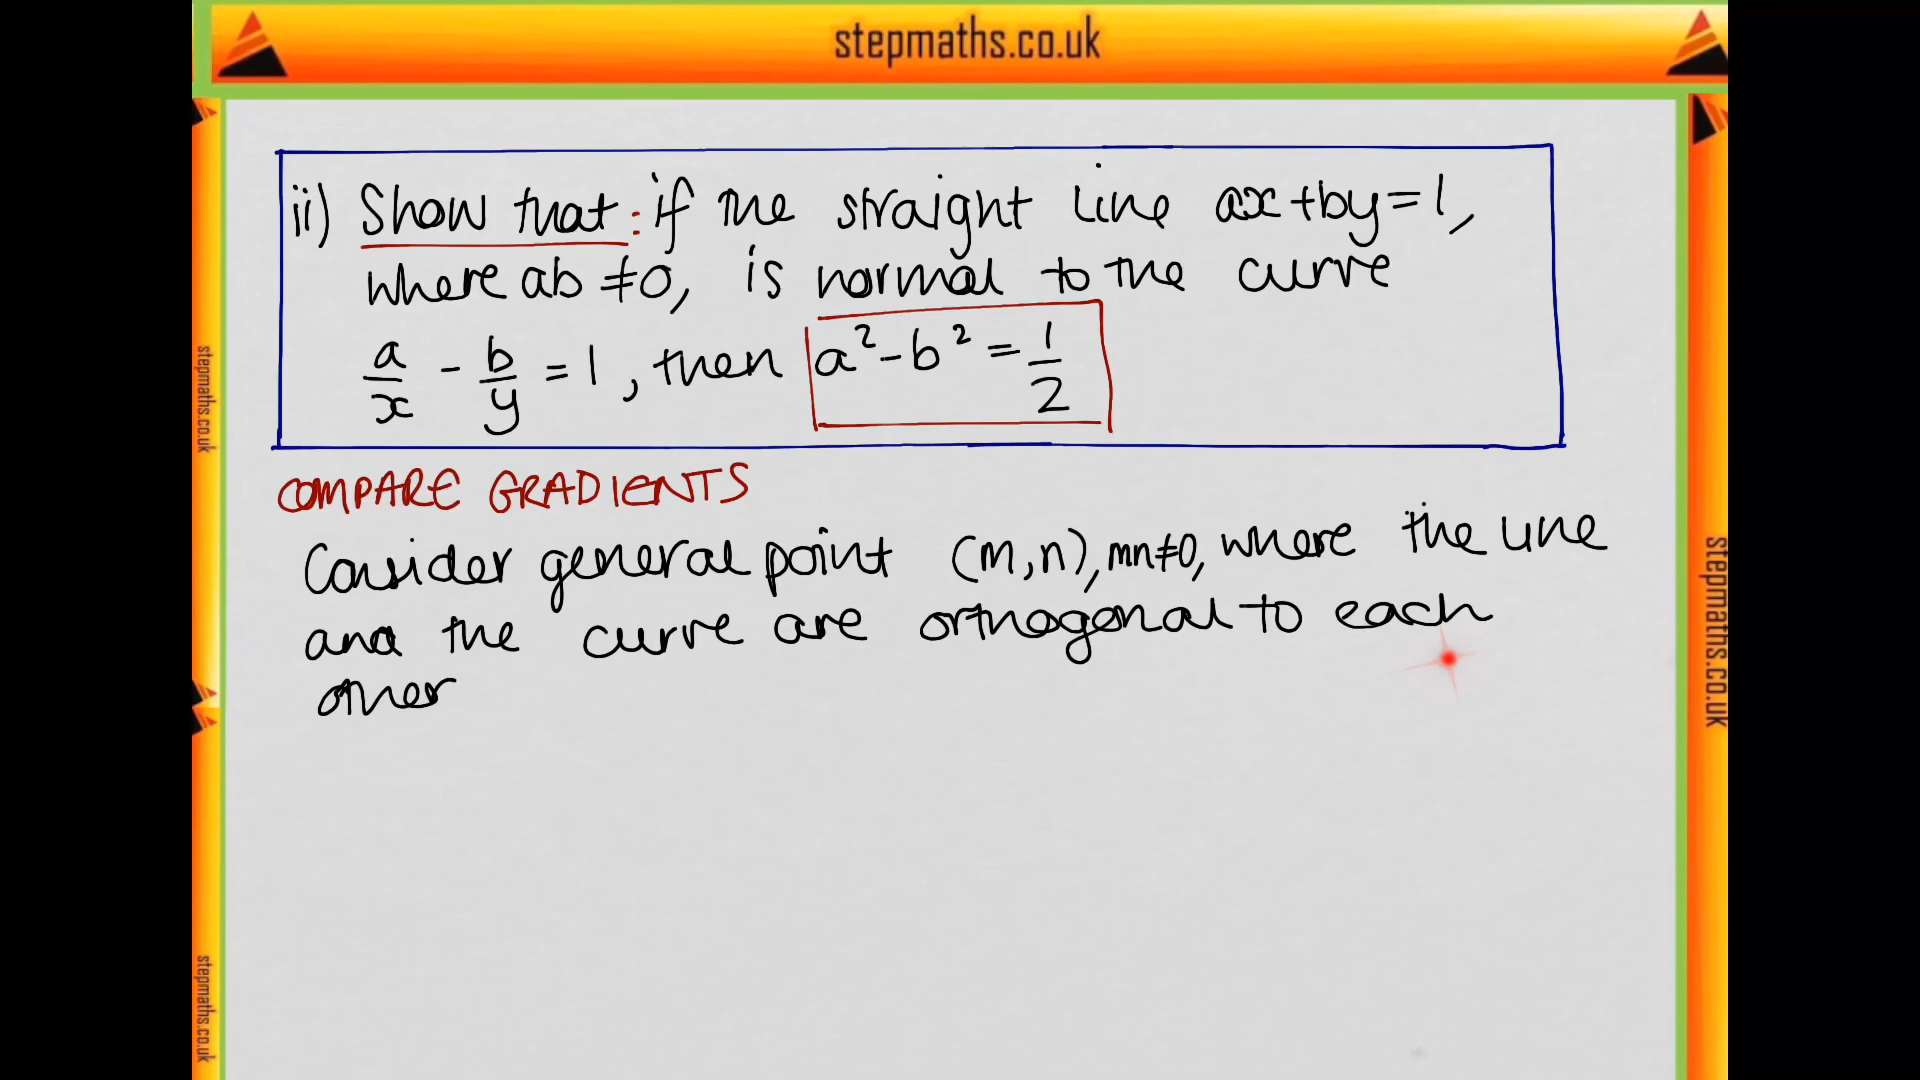 stepmaths.co.uk
ii) Show that: if the straight line ax+by=1,
where ab≠0, is normal to the curve
a/x - b/y = 1, then a² - b² = 1/2
COMPARE GRADIENTS
Consider general point (m,n), mn≠0, where the line
and the curve are orthogonal to each
other
stepmaths.co.uk
stepmaths.co.uk
stepmaths.co.uk